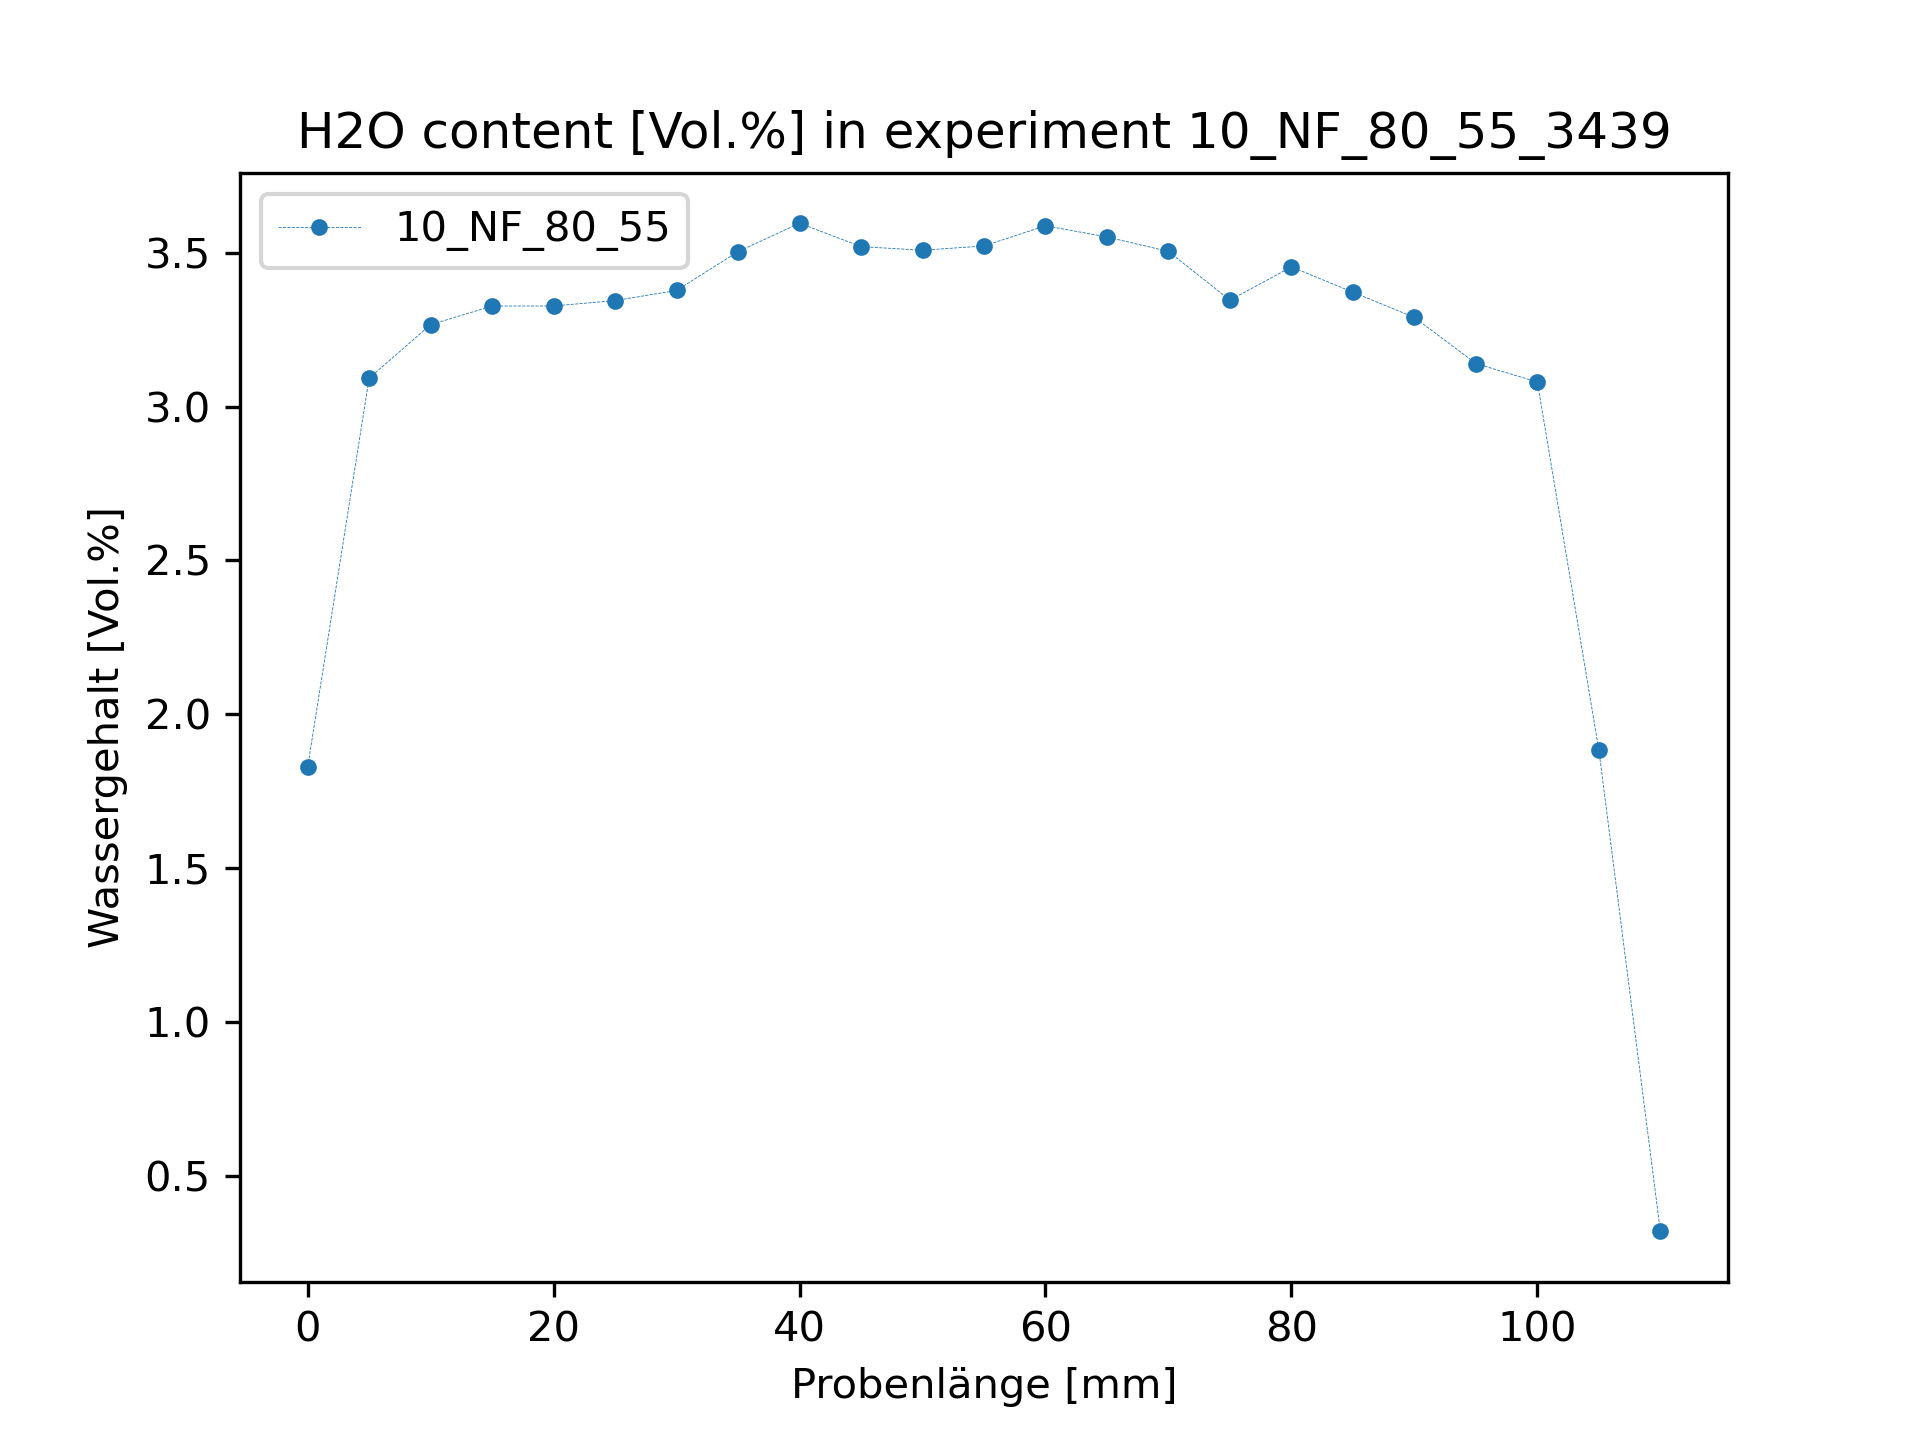 H2O content [Vol.%] in experiment 10_NF_80_55_3439
10_NF_80_55
3.5
3.0
2.5
2.0
1.5
1.0
0.5
Wassergehalt [Vol.%]
0 20 40 60 80 100
Probenlänge [mm]